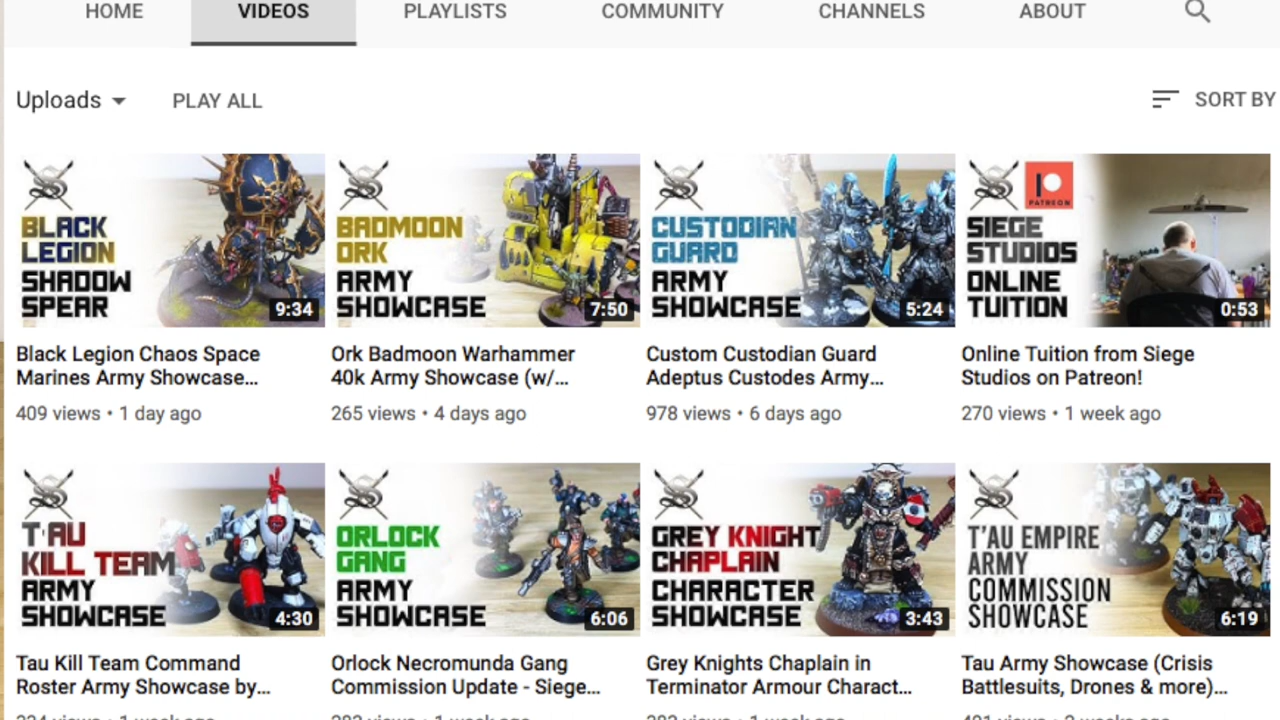 HOME VIDEOS PLAYLISTS COMMUNITY CHANNELS ABOUT
Uploads PLAY ALL SORT BY
BLACK
LEGION
SHADOW
SPEAR
9:34
BADMOON
ORK
ARMY
SHOWCASE
7:50
CUSTODIAN
GUARD
ARMY
SHOWCASE
5:24
PATREON
SIEGE
STUDIOS
ONLINE
TUITION
0:53
Black Legion Chaos Space
Marines Army Showcase...
409 views • 1 day ago
Ork Badmoon Warhammer
40k Army Showcase (w/...
265 views • 4 days ago
Custom Custodian Guard
Adeptus Custodes Army...
978 views • 6 days ago
Online Tuition from Siege
Studios on Patreon!
270 views • 1 week ago
T'AU
KILL TEAM
ARMY
SHOWCASE
4:30
ORLOCK
GANG
ARMY
SHOWCASE
6:06
GREY KNIGHT
CHAPLAIN
CHARACTER
SHOWCASE
3:43
T'AU EMPIRE
ARMY
COMMISSION
SHOWCASE
6:19
Tau Kill Team Command
Roster Army Showcase by...
Orlock Necromunda Gang
Commission Update - Siege...
Grey Knights Chaplain in
Terminator Armour Charact...
Tau Army Showcase (Crisis
Battlesuits, Drones & more)...